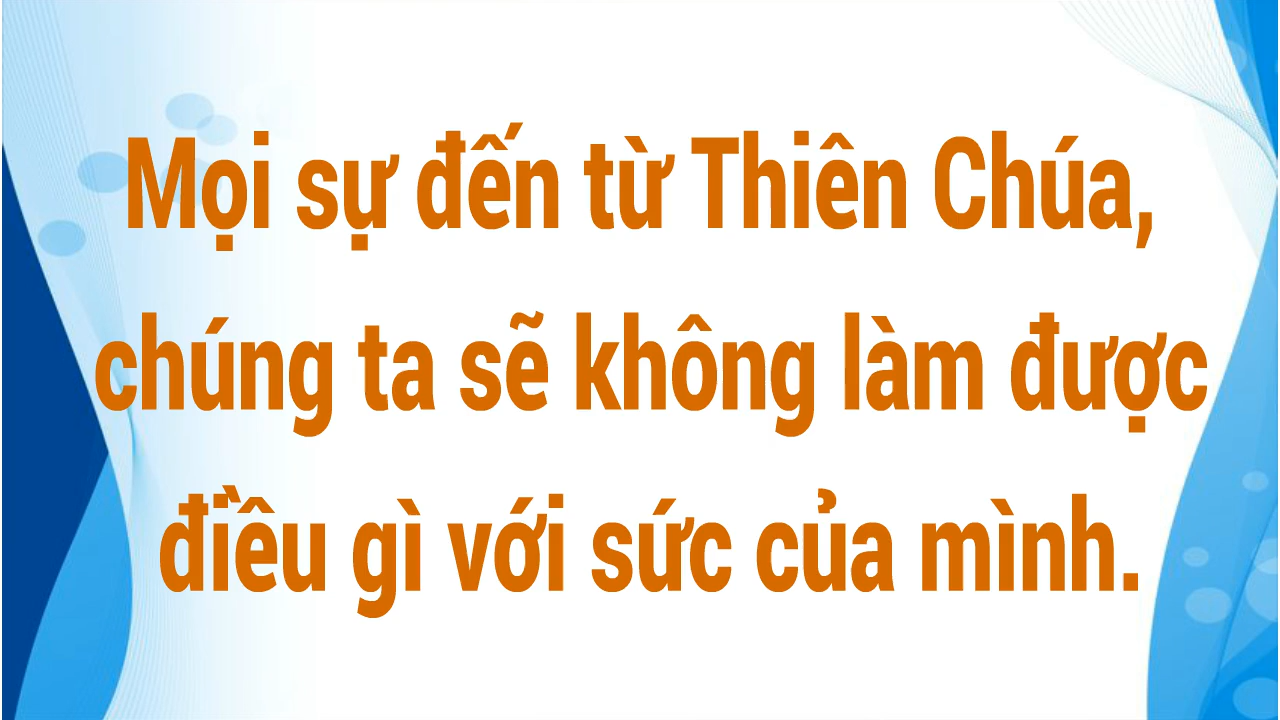 Mọi sự đến từ Thiên Chúa,
chúng ta sẽ không làm được
điều gì với sức của mình.